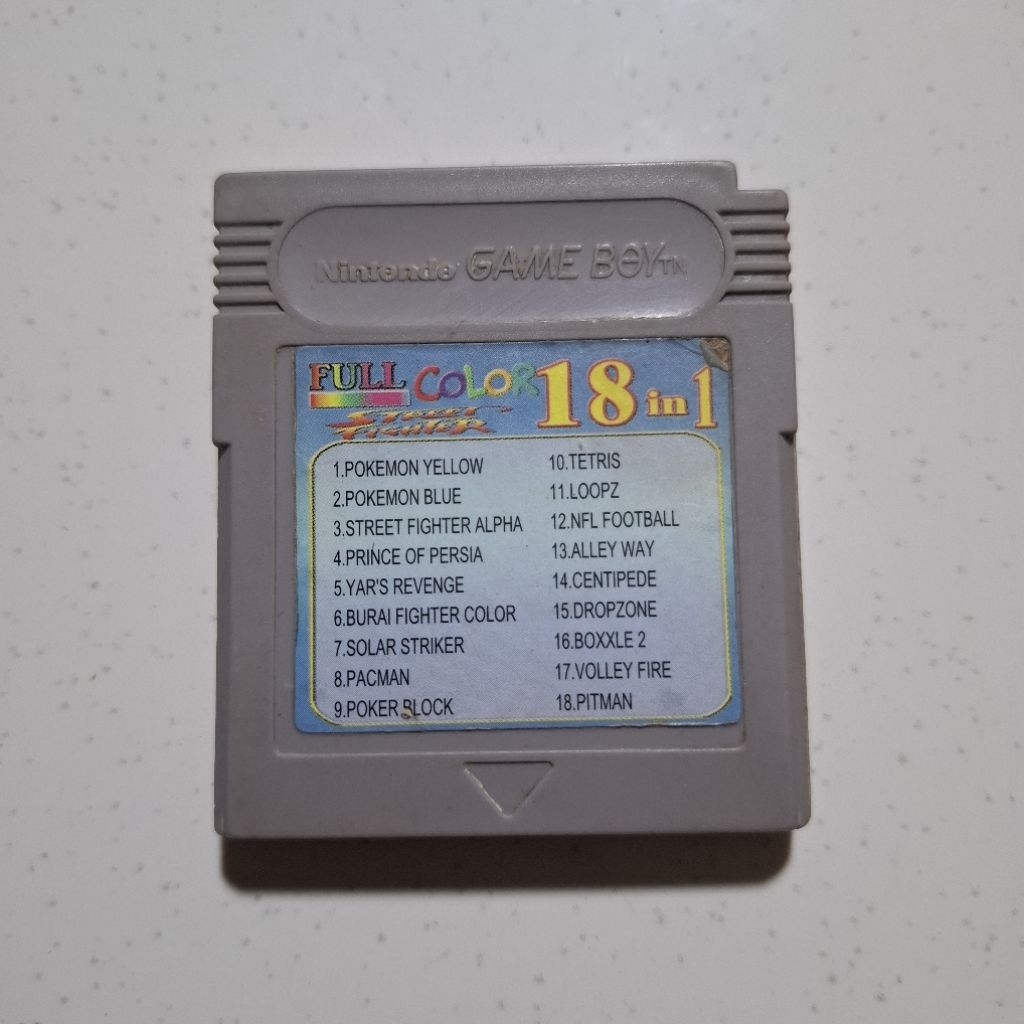 Nintendo GAME BOYTN
FULL COLOR 18 in 1
STREET FIGHTER
1.POKEMON YELLOW
2.POKEMON BLUE
3.STREET FIGHTER ALPHA
4.PRINCE OF PERSIA
5.YAR'S REVENGE
6.BURAI FIGHTER COLOR
7.SOLAR STRIKER
8.PACMAN
9.POKER BLOCK
10.TETRIS
11.LOOPZ
12.NFL FOOTBALL
13.ALLEY WAY
14.CENTIPEDE
15.DROPZONE
16.BOXXLE 2
17.VOLLEY FIRE
18.PITMAN